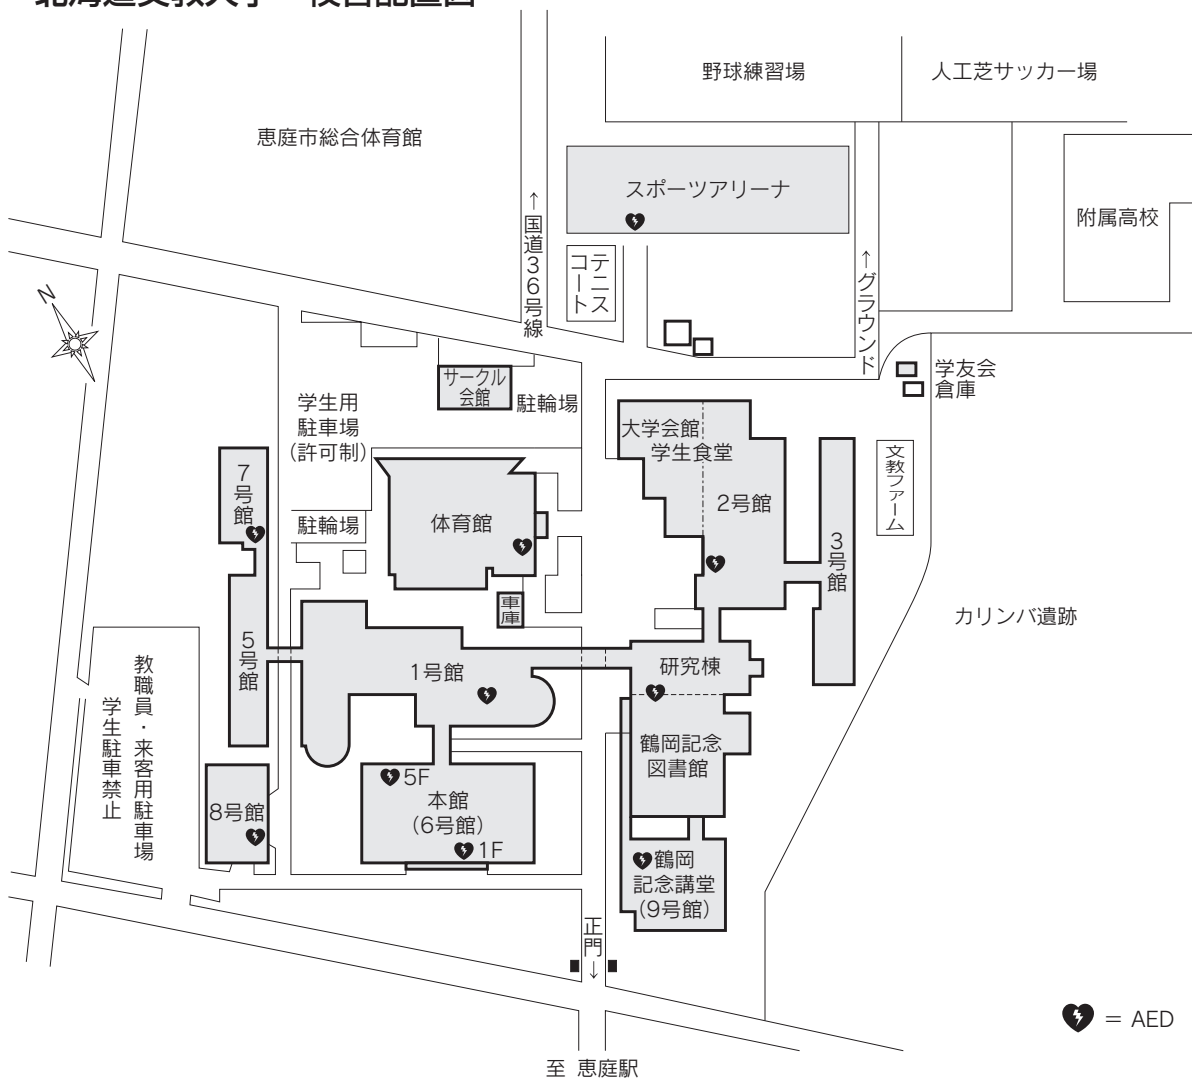 北海道文教大学 校舎配置図
野球練習場
人工芝サッカー場
恵庭市総合体育館
スポーツアリーナ
附属高校
↑国道36号線
テニス
コート
↑グラウンド
N
学友会
倉庫
サークル
会館
駐輪場
学生用
駐車場
(許可制)
大学会館
学生食堂
2号館
文教ファーム
7号館
駐輪場
体育館
3号館
車庫
カリンバ遺跡
5号館
1号館
研究棟
教職員・来客用駐車場
学生駐車禁止
鶴岡記念
図書館
5F
本館
(6号館)
1F
8号館
鶴岡
記念講堂
(9号館)
正門↓
= AED
至 恵庭駅